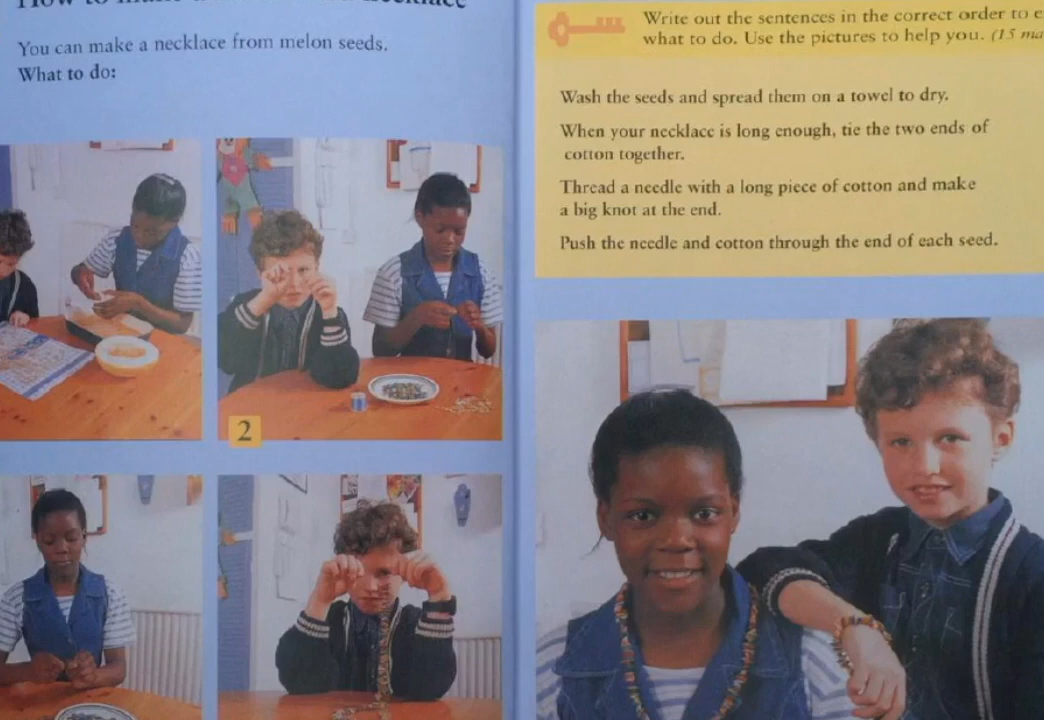 You can make a necklace from melon seeds.
What to do:
2
Write out the sentences in the correct order to
what to do. Use the pictures to help you. (15
Wash the seeds and spread them on a towel to dry.
When your necklace is long enough, tie the two ends of
cotton together.
Thread a needle with a long piece of cotton and make
a big knot at the end.
Push the needle and cotton through the end of each seed.